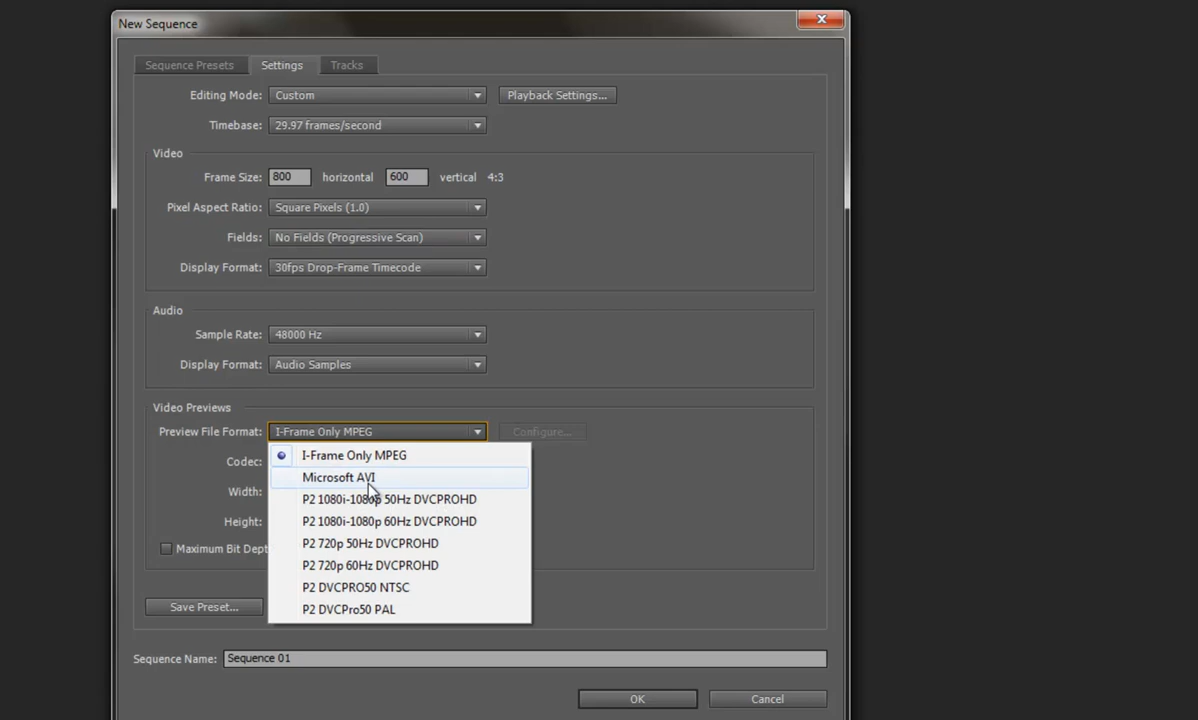 New Sequence
Sequence Presets Settings Tracks
Editing Mode: Custom Playback Settings...
Timebase: 29.97 frames/second
Video
Frame Size: 800 horizontal 600 vertical 4:3
Pixel Aspect Ratio: Square Pixels (1.0)
Fields: No Fields (Progressive Scan)
Display Format: 30fps Drop-Frame Timecode
Audio
Sample Rate: 48000 Hz
Display Format: Audio Samples
Video Previews
Preview File Format: I-Frame Only MPEG Configure...
I-Frame Only MPEG
Codec:
Microsoft AVI
Width:
P2 1080i-1080p 50Hz DVCPROHD
Height:
P2 1080i-1080p 60Hz DVCPROHD
P2 720p 50Hz DVCPROHD
Maximum Bit Dept
P2 720p 60Hz DVCPROHD
P2 DVCPRO50 NTSC
Save Preset...
P2 DVCPro50 PAL
Sequence Name: Sequence 01
OK Cancel